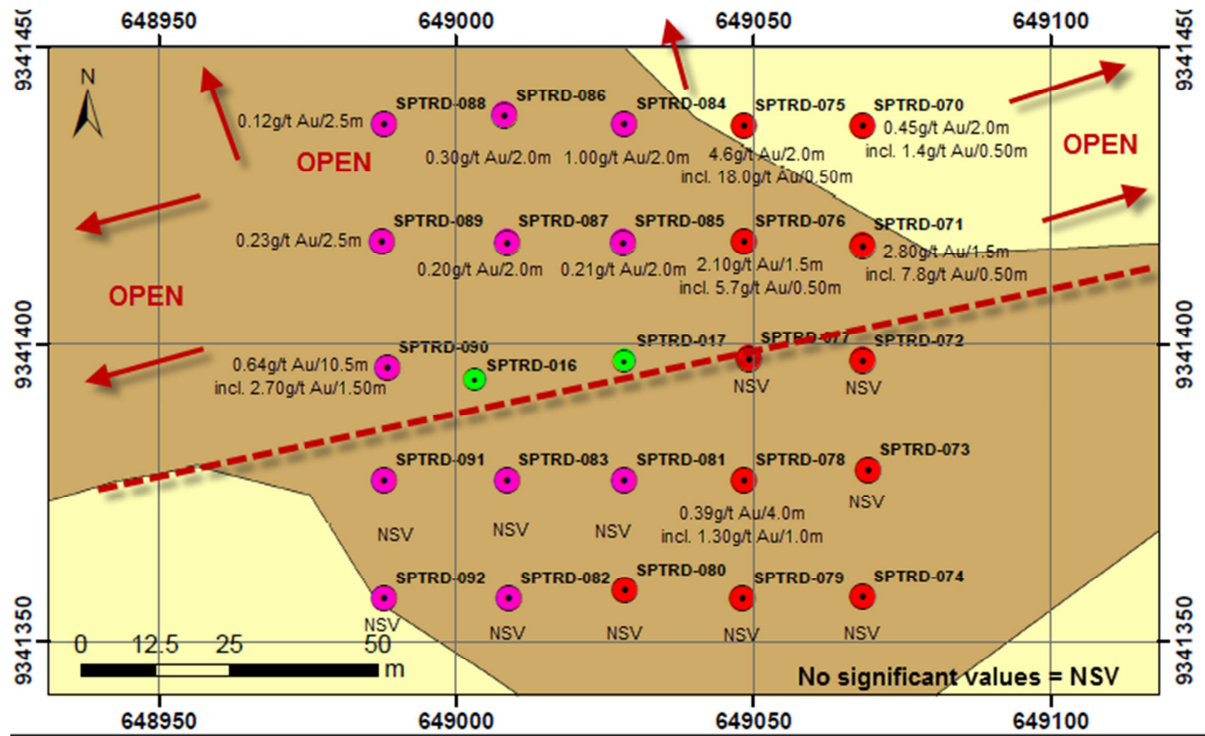 648950 649000 649050 649100
9341450 9341450
N
SPTRD-088 SPTRD-086 SPTRD-084 SPTRD-075 SPTRD-070
0.12g/t Au/2.5m
0.45g/t Au/2.0m
incl. 1.4g/t Au/0.50m
OPEN
OPEN
0.30g/t Au/2.0m 1.00g/t Au/2.0m 4.6g/t Au/2.0m
incl. 18.0g/t Au/0.50m
SPTRD-089 SPTRD-087 SPTRD-085 SPTRD-076 SPTRD-071
0.23g/t Au/2.5m
2.80g/t Au/1.5m
incl. 7.8g/t Au/0.50m
0.20g/t Au/2.0m 0.21g/t Au/2.0m 2.10g/t Au/1.5m
incl. 5.7g/t Au/0.50m
OPEN
9341400 9341400
SPTRD-090 SPTRD-016 SPTRD-017 SPTRD-077 SPTRD-072
0.64g/t Au/10.5m
incl. 2.70g/t Au/1.50m
NSV NSV
SPTRD-091 SPTRD-083 SPTRD-081 SPTRD-078 SPTRD-073
NSV NSV NSV
0.39g/t Au/4.0m
incl. 1.30g/t Au/1.0m
NSV
SPTRD-092 SPTRD-082 SPTRD-080 SPTRD-079 SPTRD-074
NSV NSV NSV NSV NSV
9341350 9341350
0 12.5 25 50
m
No significant values = NSV
648950 649000 649050 649100